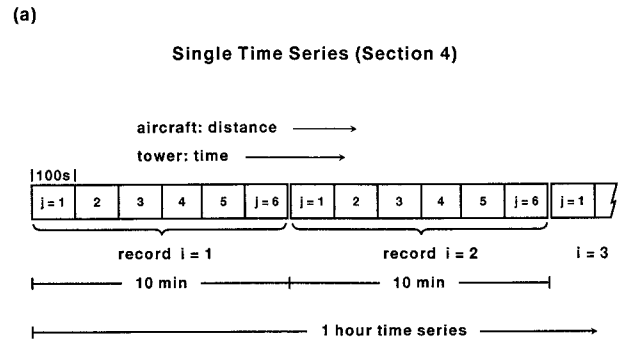 (a)
Single Time Series (Section 4)
aircraft: distance
tower: time
100s
j = 1 2 3 4 5 j = 6 j = 1 2 3 4 5 j = 6 j = 1
record i = 1 record i = 2 i = 3
10 min 10 min
1 hour time series